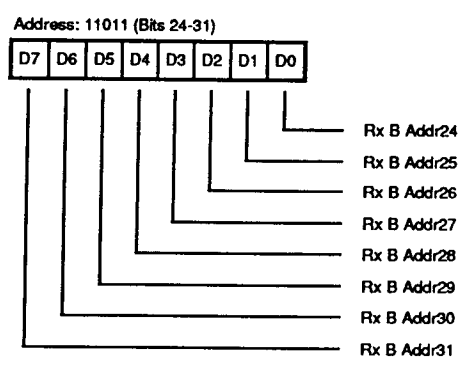 Address: 11011 (Bits 24-31)
D7 D6 D5 D4 D3 D2 D1 D0
Rx B Addr24
Rx B Addr25
Rx B Addr26
Rx B Addr27
Rx B Addr28
Rx B Addr29
Rx B Addr30
Rx B Addr31